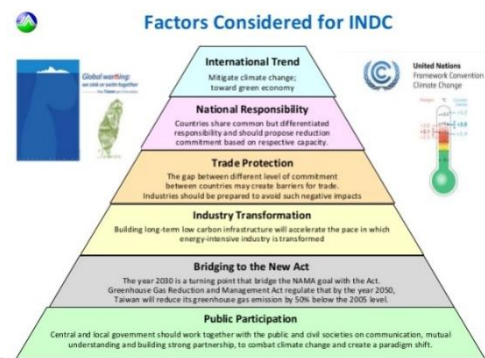 Factors Considered for INDC
International Trend
Mitigate climate change;
toward green economy
Global warming:
we sink or swim together
United Nations
Framework Convention
Climate Change
National Responsibility
Countries share common but differentiated
responsibility and should propose reduction
commitment based on respective capacity.
Trade Protection
The gap between different level of commitment
between countries may create barriers for trade.
Industries should be prepared to avoid such negative impacts
Industry Transformation
Building long-term low carbon infrastructure will accelerate the pace in which
energy-intensive industry is transformed
Bridging to the New Act
The year 2030 is a turning point that bridge the NAMA goal with the Act.
Greenhouse Gas Reduction and Management Act regulate that by the year 2050,
Taiwan will reduce its greenhouse gas emission by 50% below the 2005 level.
Public Participation
Central and local government should work together with the public and civil societies on communication, mutual
understanding and building strong partnership, to combat climate change and create a paradigm shift.